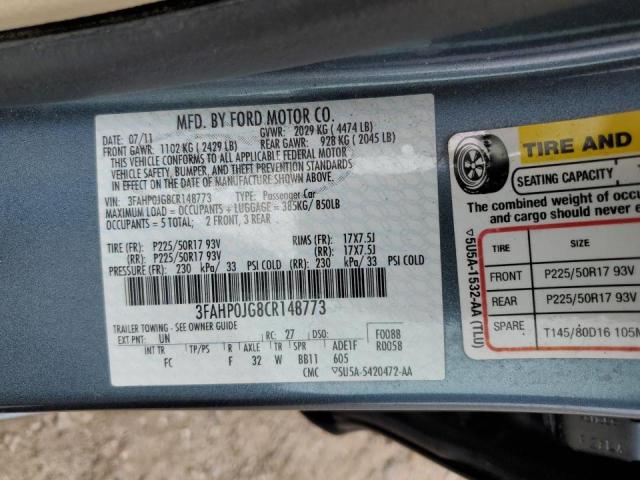 MFD. BY FORD MOTOR CO.
DATE: 07/11 GVWR: 2029 KG ( 4474 LB)
FRONT GAWR: 1102 KG ( 2429 LB) REAR GAWR: 928 KG ( 2045 LB)
THIS VEHICLE CONFORMS TO ALL APPLICABLE FEDERAL MOTOR
VEHICLE SAFETY, BUMPER, AND THEFT PREVENTION STANDARDS
IN EFFECT ON THE DATE OF MANUFACTURE SHOWN ABOVE.
VIN: 3FAHP0JG8CR148773 TYPE: Passenger Car
MAXIMUM LOAD = OCCUPANTS + LUGGAGE = 385KG/ 850LB
OCCUPANTS = 5 TOTAL; 2 FRONT, 3 REAR
TIRE (FR): P225/50R17 93V RIMS (FR): 17X7.5J
(RR): P225/50R17 93V (RR): 17X7.5J
PRESSURE (FR): 230 kPa/ 33 PSI COLD (RR): 230 kPa/ 33 PSI COLD
3FAHP0JG8CR148773
TRAILER TOWING - SEE OWNER GUIDE
EXT PNT: UN RC: 27 DSO: F0088
INT TR TP/PS R AXLE TR SPR ADE1F R0058
FC F 32 W BB11 605
CMC ▽5U5A-5420472-AA
TIRE AND
SEATING CAPACITY
The combined weight of occu
and cargo should never e
▽5U5A-1532-AA (TLU)
TIRE SIZE
FRONT P225/50R17 93V
REAR P225/50R17 93V
SPARE T145/80D16 105M